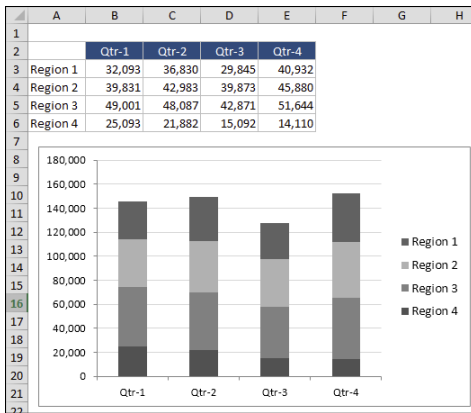 A B C D E F G H
1
2 Qtr-1 Qtr-2 Qtr-3 Qtr-4
3 Region 1 32,093 36,830 29,845 40,932
4 Region 2 39,831 42,983 39,873 45,880
5 Region 3 49,001 48,087 42,871 51,644
6 Region 4 25,093 21,882 15,092 14,110
7
8 180,000
9
10 160,000
11 140,000
12 120,000
13 100,000 Region 1
14 80,000 Region 2
15
16 60,000 Region 3
17 40,000 Region 4
18
19 20,000
20 0
21 Qtr-1 Qtr-2 Qtr-3 Qtr-4
22